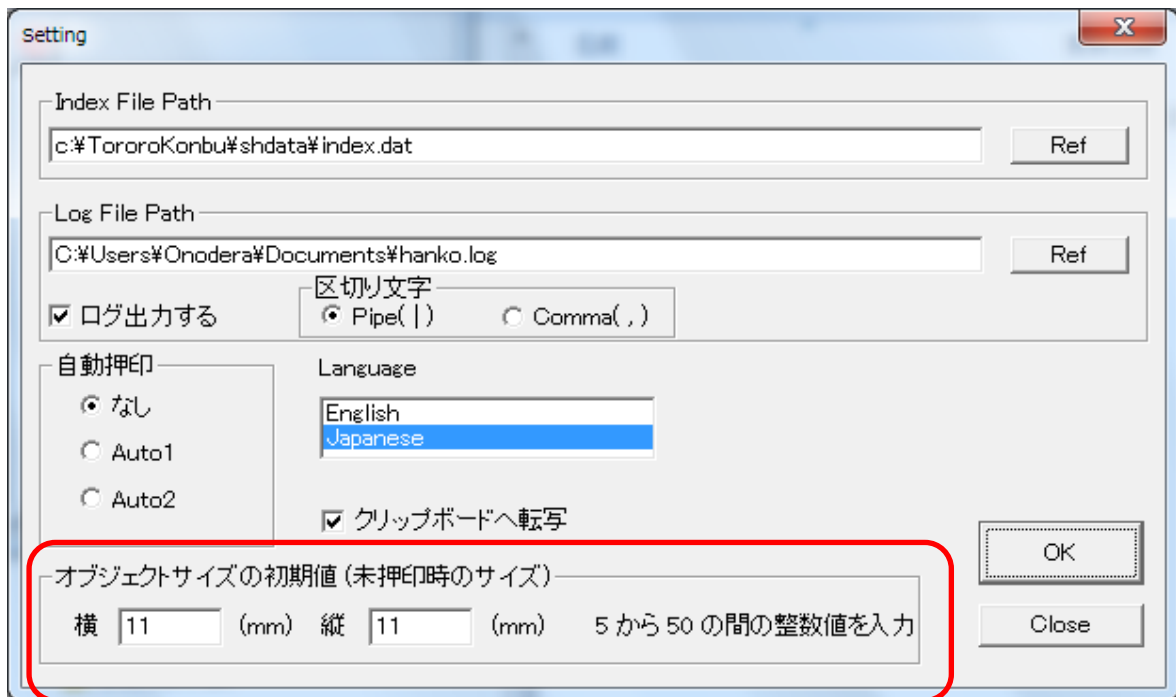 Setting
Index File Path
c:¥TororoKonbu¥shdata¥index.dat
Ref
Log File Path
C:¥Users¥Onodera¥Documents¥hanko.log
Ref
ログ出力する
区切り文字
Pipe( | )
Comma( , )
自動押印
なし
Auto1
Auto2
Language
English
Japanese
クリップボードへ転写
オブジェクトサイズの初期値 (未押印時のサイズ)
横 11 (mm) 縦 11 (mm) 5 から 50 の間の整数値を入力
OK
Close